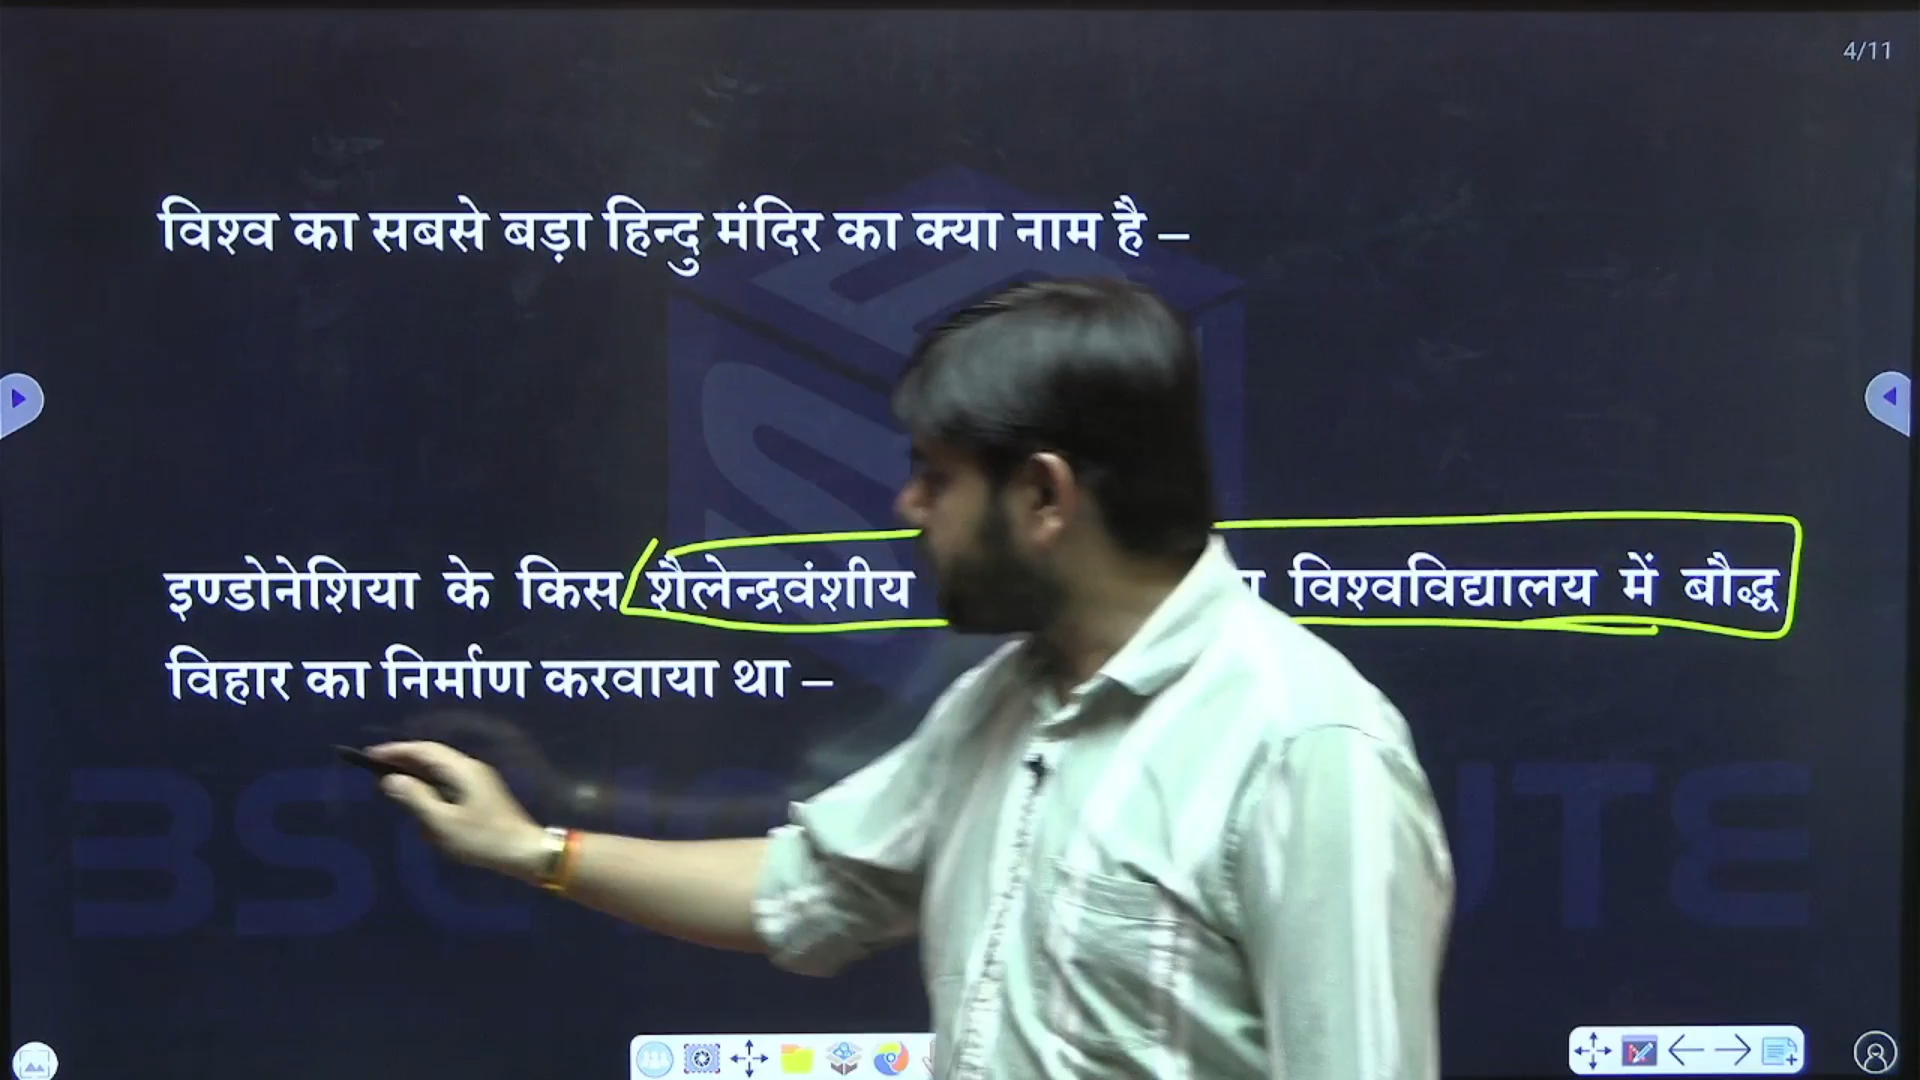 4/11
विश्व का सबसे बड़ा हिन्दु मंदिर का क्या नाम है –
इण्डोनेशिया के किस शैलेन्द्रवंशीय विश्वविद्यालय में बौद्ध
विहार का निर्माण करवाया था –